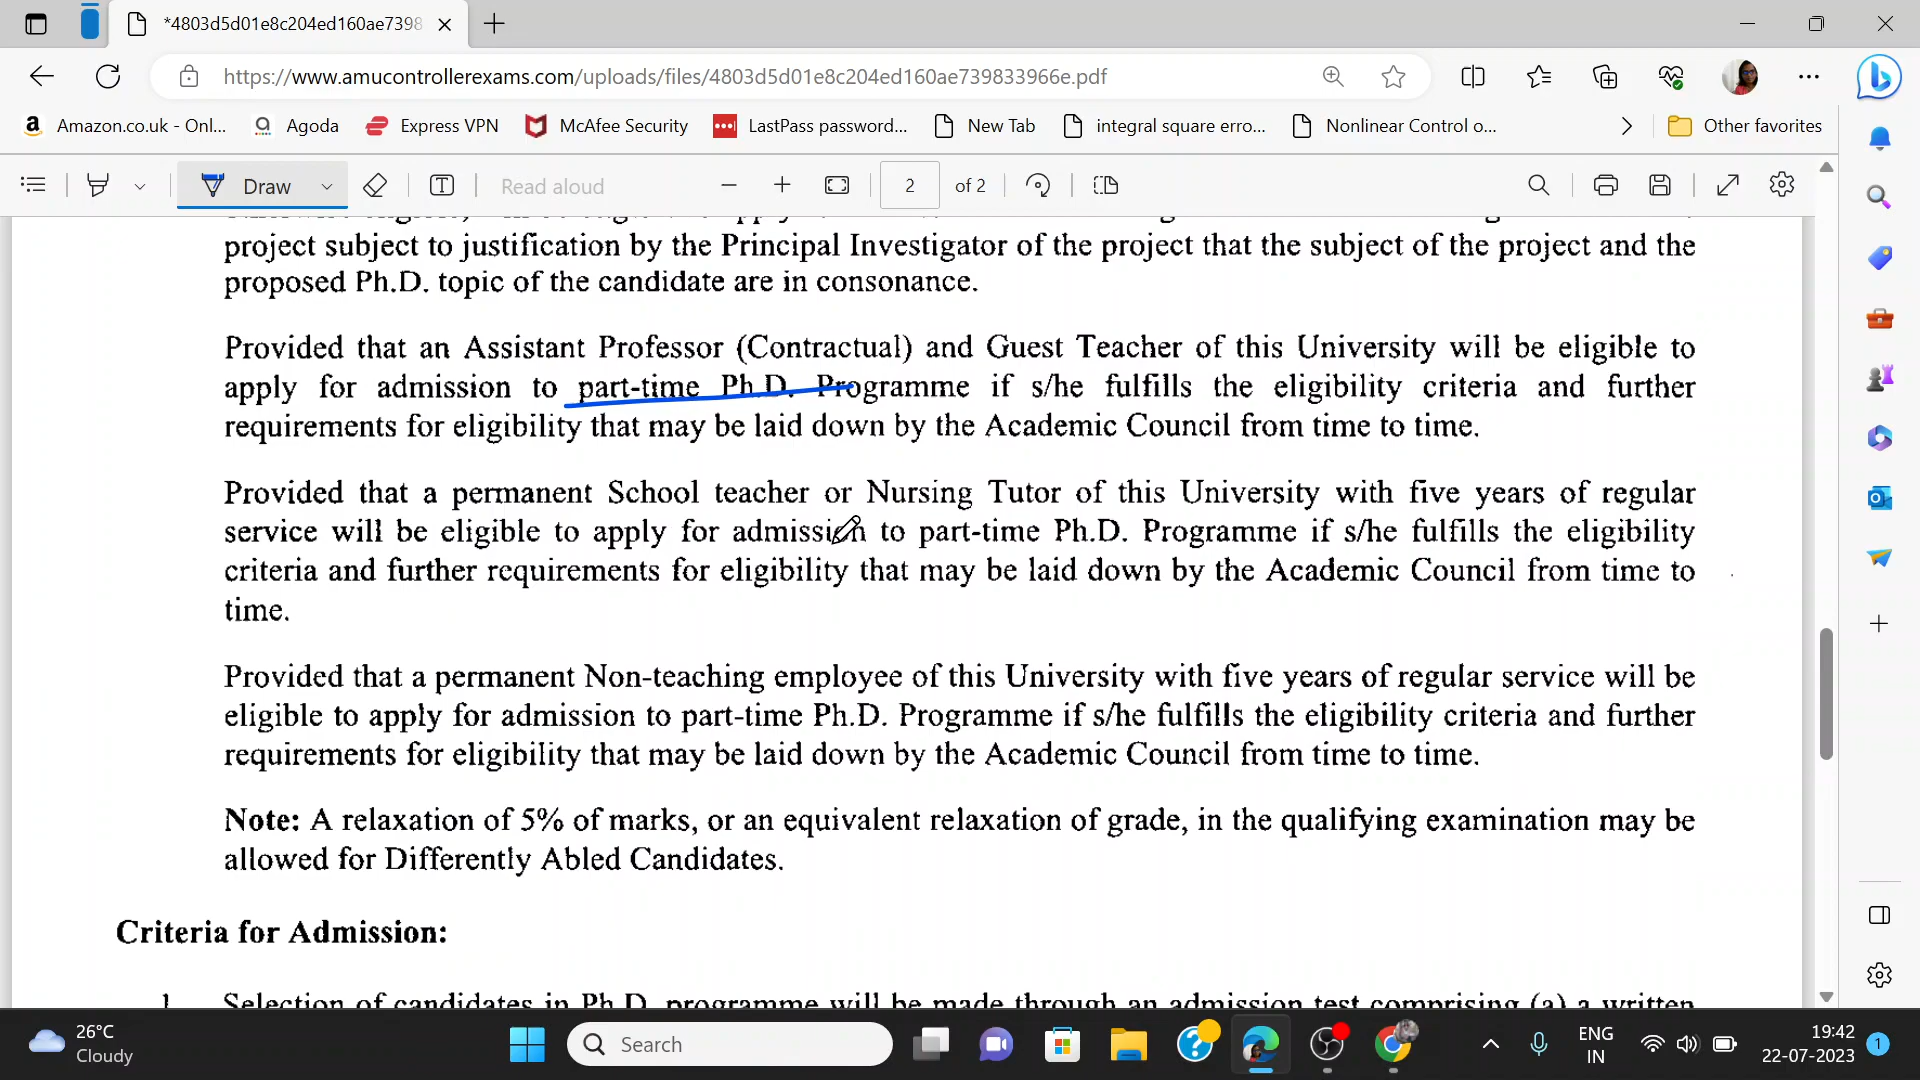 *4803d5d01e8c204ed160ae7398
https://www.amucontrollerexams.com/uploads/files/4803d5d01e8c204ed160ae739833966e.pdf
Amazon.co.uk - Onl...
Agoda
Express VPN
McAfee Security
LastPass password...
New Tab
integral square erro...
Nonlinear Control o...
Other favorites
Draw
Read aloud
2 of 2
project subject to justification by the Principal Investigator of the project that the subject of the project and the
proposed Ph.D. topic of the candidate are in consonance.
Provided that an Assistant Professor (Contractual) and Guest Teacher of this University will be eligible to
apply for admission to part-time Ph.D. Programme if s/he fulfills the eligibility criteria and further
requirements for eligibility that may be laid down by the Academic Council from time to time.
Provided that a permanent School teacher or Nursing Tutor of this University with five years of regular
service will be eligible to apply for admission to part-time Ph.D. Programme if s/he fulfills the eligibility
criteria and further requirements for eligibility that may be laid down by the Academic Council from time to
time.
Provided that a permanent Non-teaching employee of this University with five years of regular service will be
eligible to apply for admission to part-time Ph.D. Programme if s/he fulfills the eligibility criteria and further
requirements for eligibility that may be laid down by the Academic Council from time to time.
Note: A relaxation of 5% of marks, or an equivalent relaxation of grade, in the qualifying examination may be
allowed for Differently Abled Candidates.
Criteria for Admission:
1. Selection of candidates in Ph.D. programme will be made through an admission test comprising (a) a written
26°C
Cloudy
Search
ENG
IN
19:42
22-07-2023
1